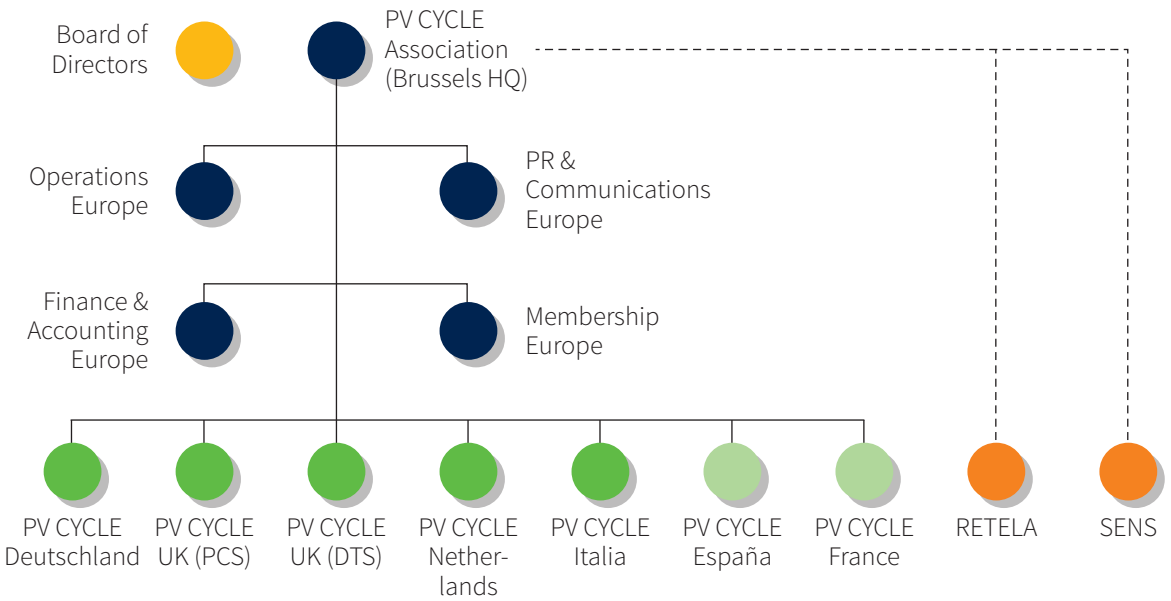 Board of
Directors
PV CYCLE
Association
(Brussels HQ)
Operations
Europe
PR &
Communications
Europe
Finance &
Accounting
Europe
Membership
Europe
PV CYCLE
Deutschland
PV CYCLE
UK (PCS)
PV CYCLE
UK (DTS)
PV CYCLE
Nether-
lands
PV CYCLE
Italia
PV CYCLE
España
PV CYCLE
France
RETELA
SENS